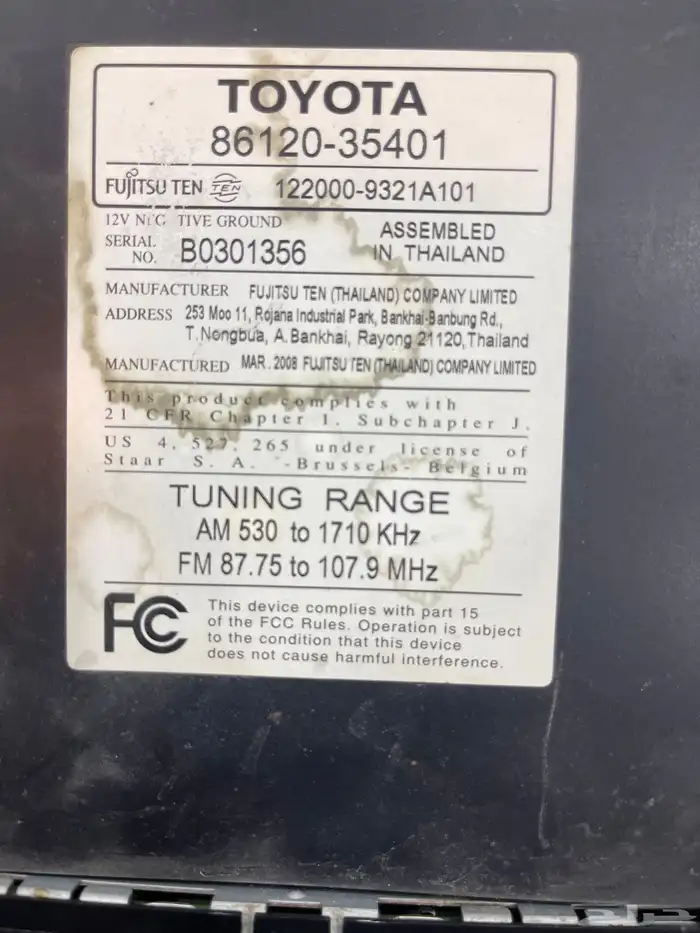 TOYOTA
86120-35401
FUJITSU TEN TEN 122000-9321A101
12V TIVE GROUND
SERIAL NO. B0301356
ASSEMBLED IN THAILAND
MANUFACTURER FUJITSU TEN (THAILAND) COMPANY LIMITED
ADDRESS 253 Moo 11, Rojana Industrial Park, Bankhai-Banbung Rd.,
T.Nongbua, A.Bankhai, Rayong 21120,Thailand
MANUFACTURED MAR. 2008 FUJITSU TEN (THAILAND) COMPANY LIMITED
This product complies with
21 CFR Chapter 1, Subchapter J.
US 4, 527, 265 under license of
Staar S. A. -Brussels- Belgium
TUNING RANGE
AM 530 to 1710 KHz
FM 87.75 to 107.9 MHz
FC This device complies with part 15
of the FCC Rules. Operation is subject
to the condition that this device
does not cause harmful interference.
حراج